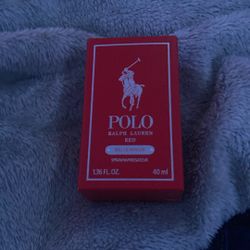 POLO
RALPH LAUREN
RED
1.36 FL. OZ. 40 ml